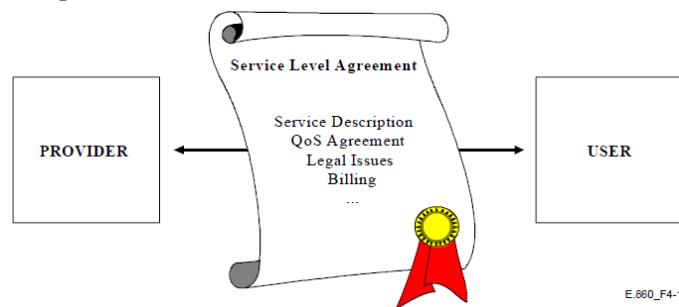 Service Level Agreement
Service Description
QoS Agreement
Legal Issues
Billing
...
PROVIDER
USER
E.860_F4-1